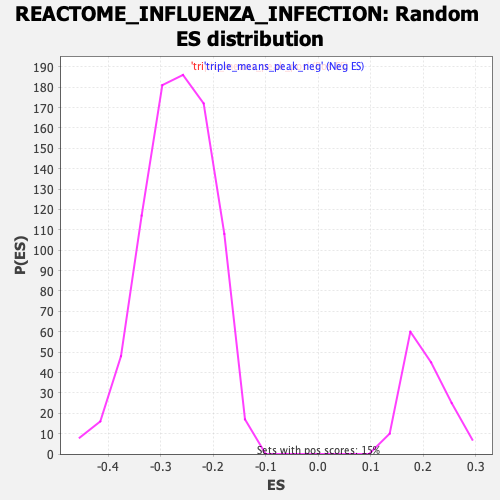 REACTOME_INFLUENZA_INFECTION: Random
ES distribution
'tri'triple_means_peak_neg' (Neg ES)
190
180
170
160
150
140
130
120
110
100
90
80
70
60
50
40
30
20
10
0
P(ES)
Sets with pos scores: 15%
-0.4 -0.3 -0.2 -0.1 0.0 0.1 0.2 0.3
ES